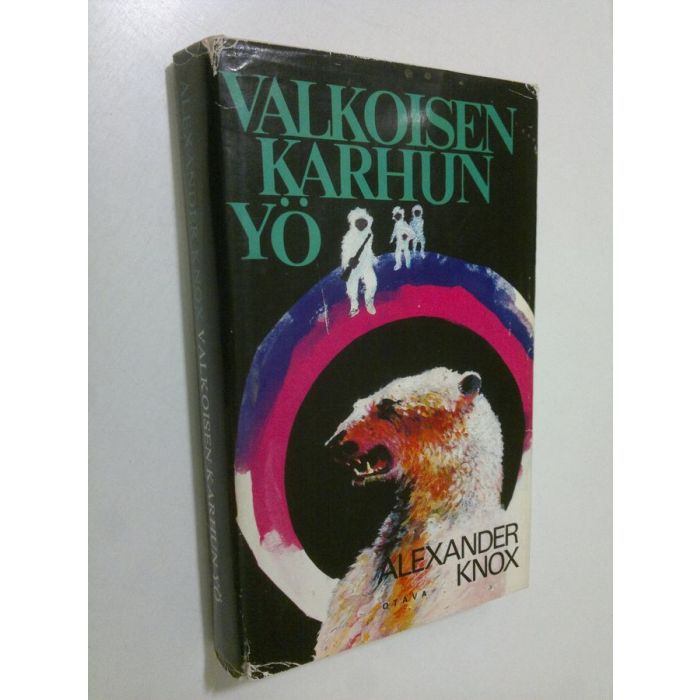 VALKOISEN
KARHUN
YÖ
ALEXANDER
KNOX
OTAVA
ALEXANDER KNOX VALKOISEN KARHUN YÖ